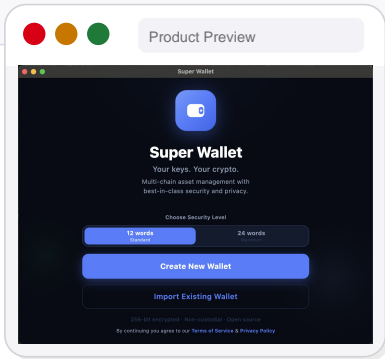 Product Preview
Super Wallet
Super Wallet
Your keys. Your crypto.
Multi-chain asset management with
best-in-class security and privacy.
Choose Security Level
12 words
24 words
Standard
Create New Wallet
Import Existing Wallet
256-bit encrypted · Non-custodial · Open source
By continuing you agree to our Terms of Service & Privacy Policy